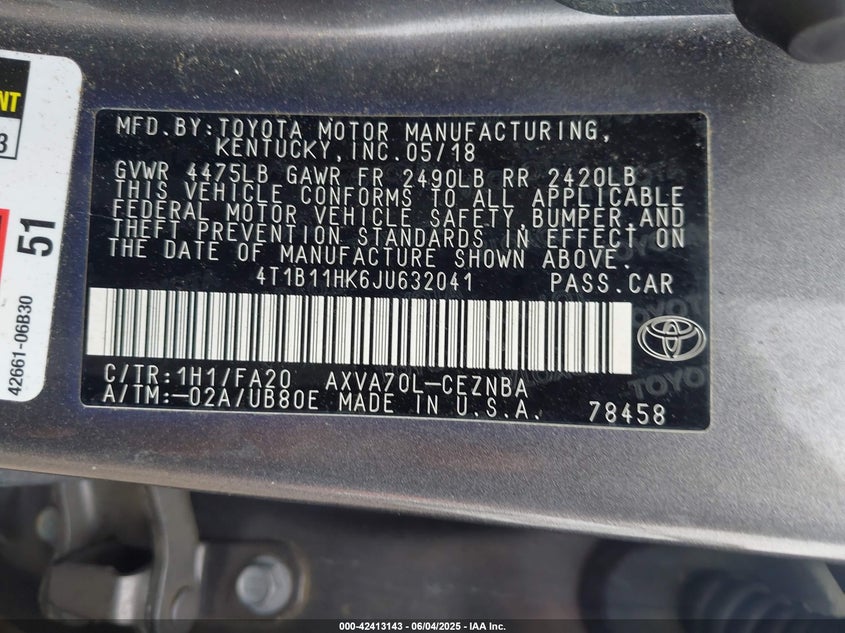 MFD.BY:TOYOTA MOTOR MANUFACTURING,
KENTUCKY, INC.05/18
GVWR 4475LB GAWR FR 2490LB RR 2420LB
THIS VEHICLE CONFORMS TO ALL APPLICABLE
FEDERAL MOTOR VEHICLE SAFETY, BUMPER, AND
THEFT PREVENTION STANDARDS IN EFFECT ON
THE DATE OF MANUFACTURE SHOWN ABOVE.
4T1B11HK6JU632041 PASS.CAR
C/TR:1H1/FA20 AXVA70L-CEZNBA
A/TM:-02A/UB80E MADE IN U.S.A. 78458
TOYOTA
51
42661-06B30
000-42413143 - 06/04/2025 - IAA Inc.